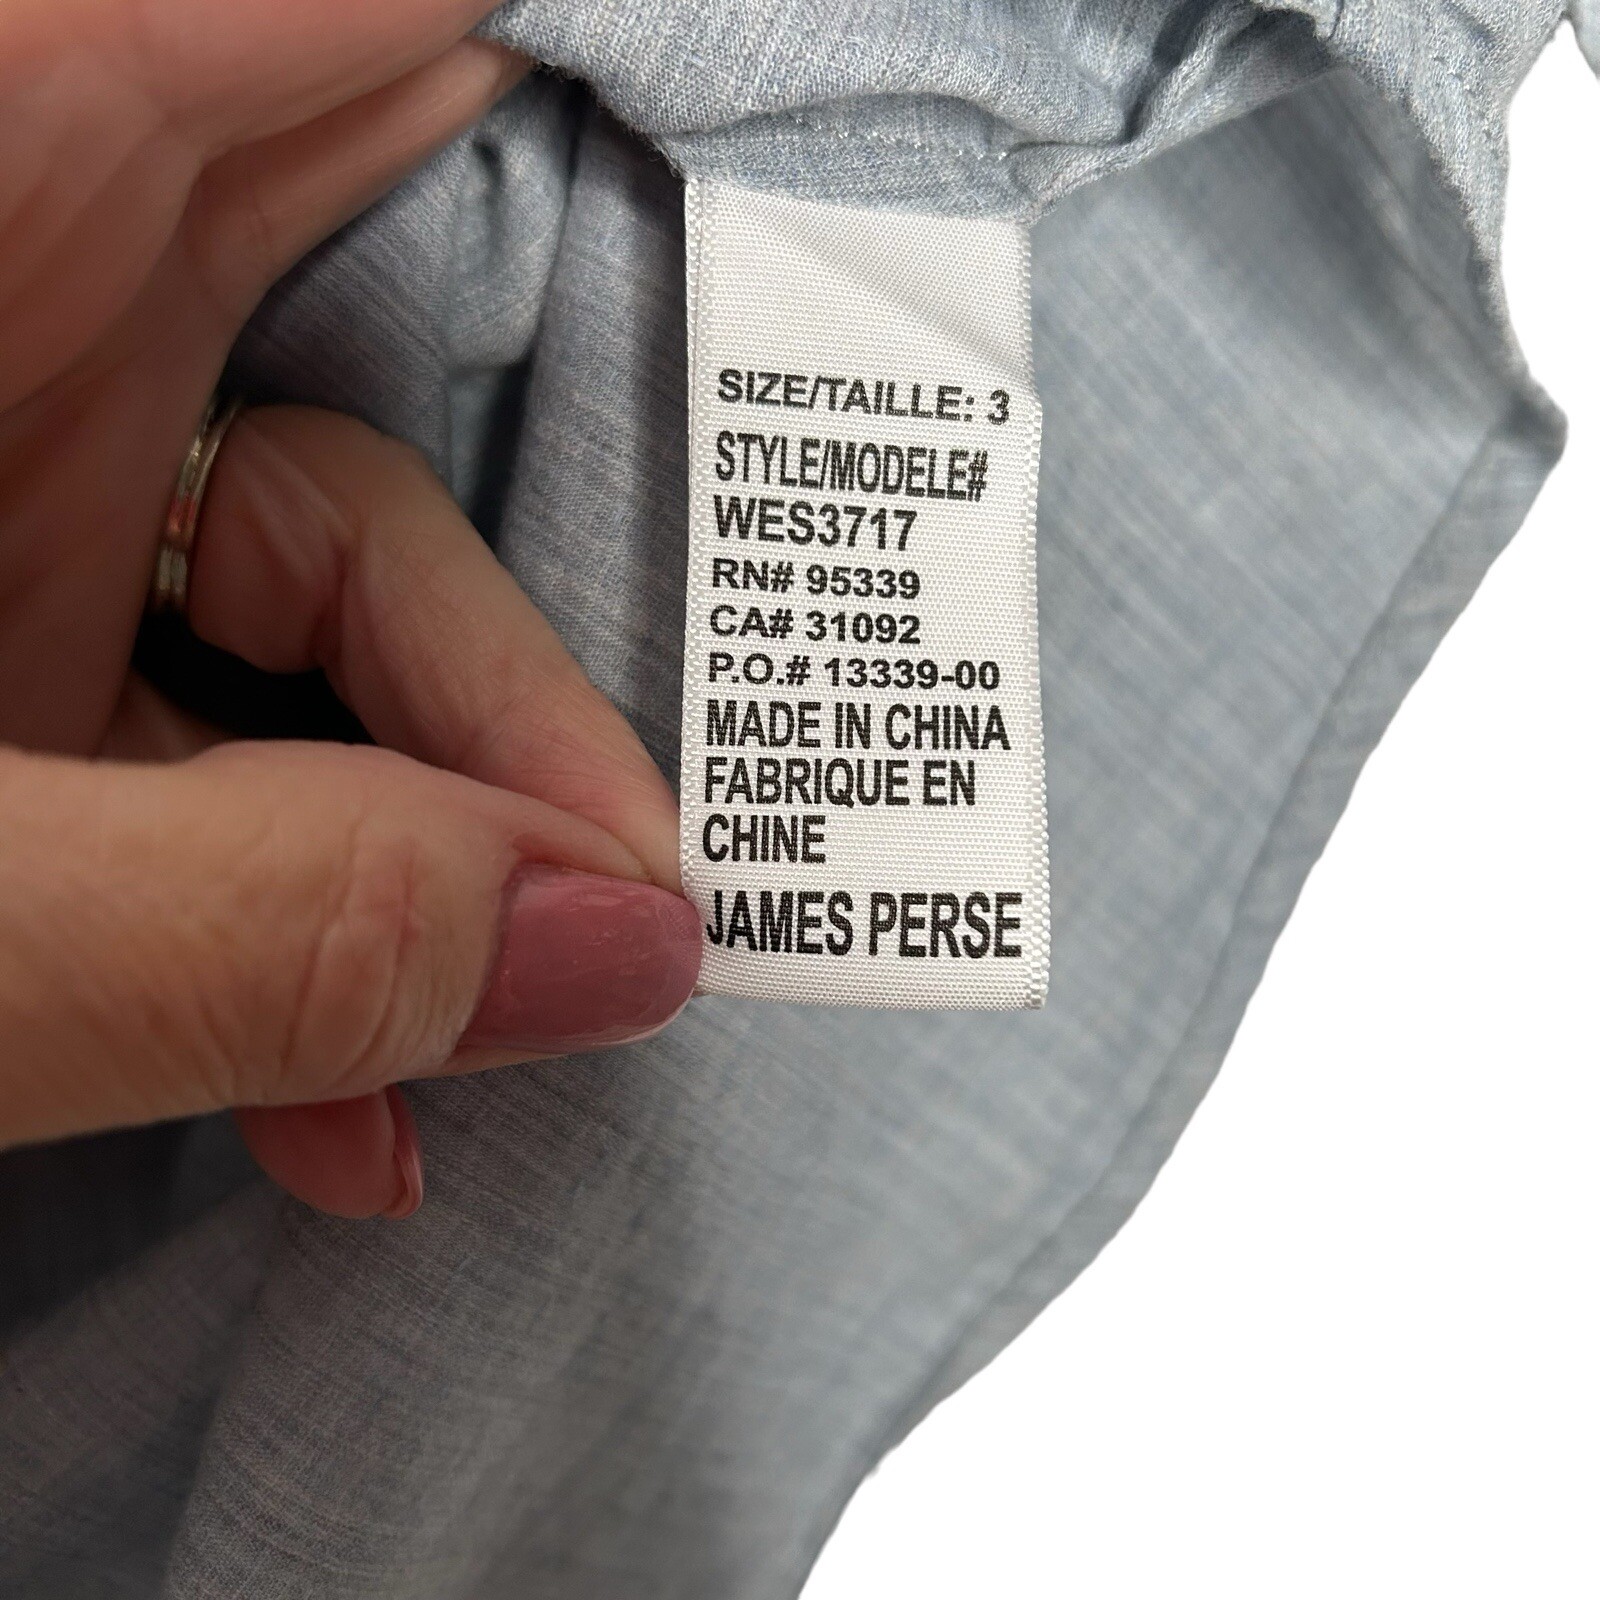 SIZE/TAILLE: 3
STYLE/MODELE#
WES3717
RN# 95339
CA# 31092
P.O.# 13339-00
MADE IN CHINA
FABRIQUE EN
CHINE
JAMES PERSE